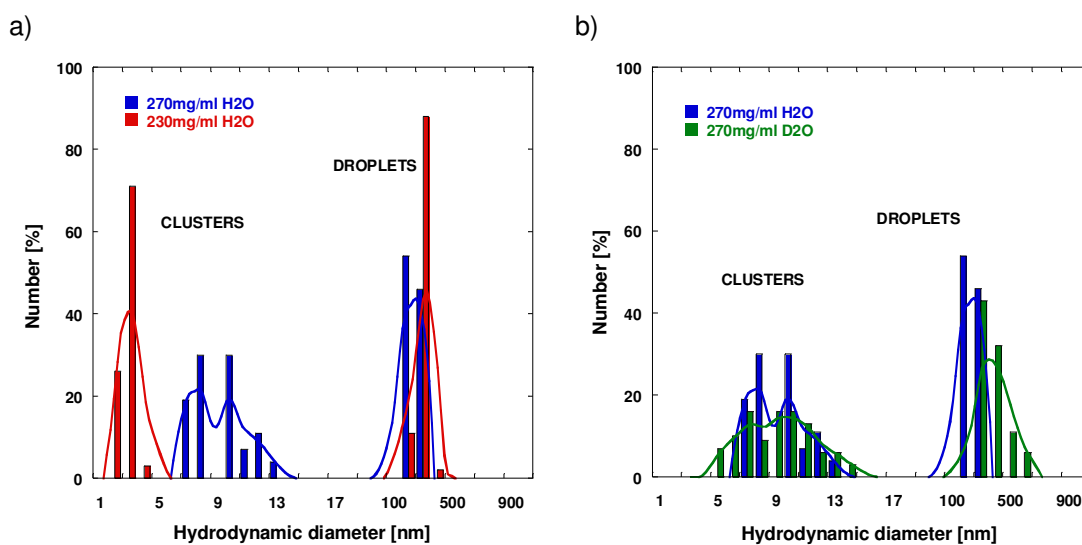 a)
100
80
60
40
20
0
Number [%]
270mg/ml H2O
230mg/ml H2O
CLUSTERS
DROPLETS
1 5 9 13 17 100 500 900
Hydrodynamic diameter [nm]
b)
100
80
60
40
20
0
Number [%]
270mg/ml H2O
270mg/ml D2O
CLUSTERS
DROPLETS
1 5 9 13 17 100 500 900
Hydrodynamic diameter [nm]